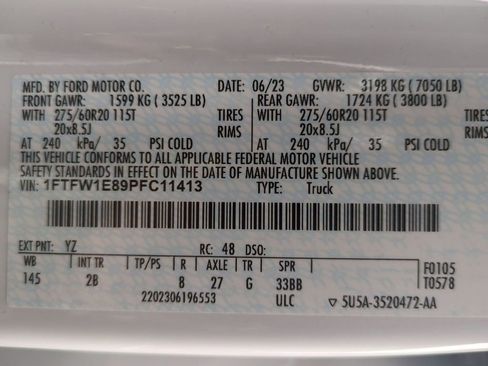 MFD. BY FORD MOTOR CO. DATE: 06/23 GVWR: 3198 KG ( 7050 LB)
FRONT GAWR: 1599 KG ( 3525 LB) REAR GAWR: 1724 KG ( 3800 LB)
WITH 275/60R20 115T TIRES WITH 275/60R20 115T TIRES
20x8.5J RIMS 20x8.5J RIMS
AT 240 kPa/ 35 PSI COLD AT 240 kPa/ 35 PSI COLD
THIS VEHICLE CONFORMS TO ALL APPLICABLE FEDERAL MOTOR VEHICLE
SAFETY STANDARDS IN EFFECT ON THE DATE OF MANUFACTURE SHOWN ABOVE.
VIN: 1FTFW1E89PFC11413 TYPE: Truck
EXT PNT: YZ RC: 48 DSO:
WB INT TR TP/PS R AXLE TR SPR F0105
145 2B 8 27 G 33BB T0578
2202306196553 ULC ▽ 5U5A-3520472-AA